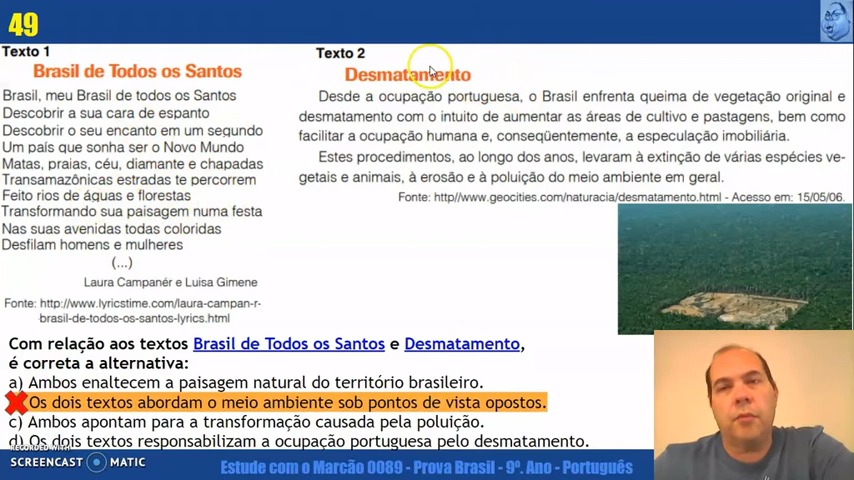 49
Texto 1
Brasil de Todos os Santos
Brasil, meu Brasil de todos os Santos
Descobrir a sua cara de espanto
Descobrir o seu encanto em um segundo
Um país que sonha ser o Novo Mundo
Matas, praias, céu, diamante e chapadas
Transamazônicas estradas te percorrem
Feito rios de águas e florestas
Transformando sua paisagem numa festa
Nas suas avenidas todas coloridas
Desfilam homens e mulheres
(...)
Laura Campanér e Luisa Gimene
Fonte: http://www.lyricstime.com/laura-campan-r-
brasil-de-todos-os-santos-lyrics.html
Texto 2
Desmatamento
Desde a ocupação portuguesa, o Brasil enfrenta queima de vegetação original e
desmatamento com o intuito de aumentar as áreas de cultivo e pastagens, bem como
facilitar a ocupação humana e, conseqüentemente, a especulação imobiliária.
Estes procedimentos, ao longo dos anos, levaram à extinção de várias espécies ve-
getais e animais, à erosão e à poluição do meio ambiente em geral.
Fonte: http//www.geocities.com/naturacia/desmatamento.html - Acesso em: 15/05/06.
Com relação aos textos Brasil de Todos os Santos e Desmatamento,
é correta a alternativa:
a) Ambos enaltecem a paisagem natural do território brasileiro.
Os dois textos abordam o meio ambiente sob pontos de vista opostos.
c) Ambos apontam para a transformação causada pela poluição.
d) Os dois textos responsabilizam a ocupação portuguesa pelo desmatamento.
RECORDED WITH
SCREENCAST MATIC
Estude com o Marcão 0089 - Prova Brasil - 9º. Ano - Português